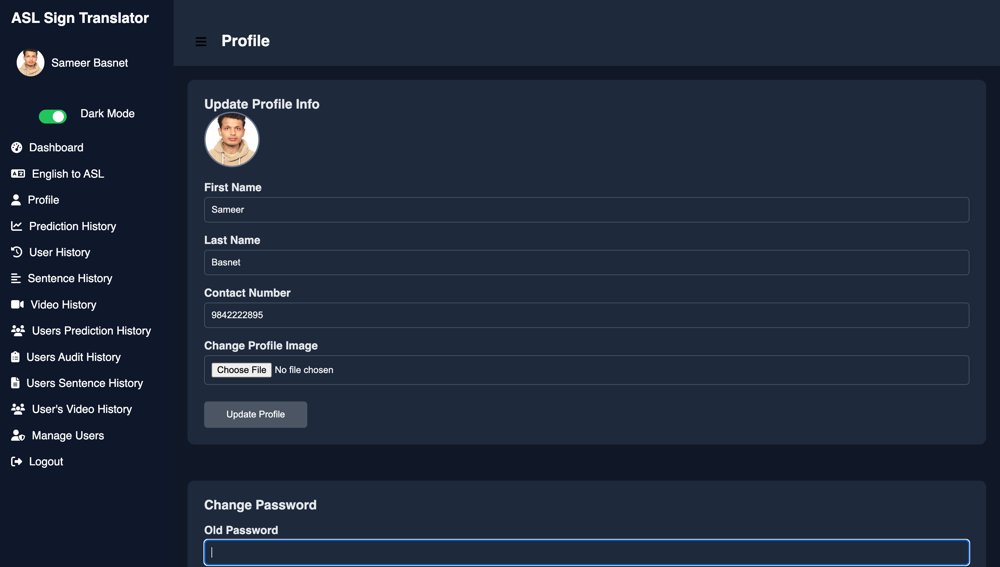 ASL Sign Translator
Sameer Basnet
Dark Mode
Dashboard
English to ASL
Profile
Prediction History
User History
Sentence History
Video History
Users Prediction History
Users Audit History
Users Sentence History
User's Video History
Manage Users
Logout
Profile
Update Profile Info
First Name
Sameer
Last Name
Basnet
Contact Number
9842222895
Change Profile Image
Choose File No file chosen
Update Profile
Change Password
Old Password